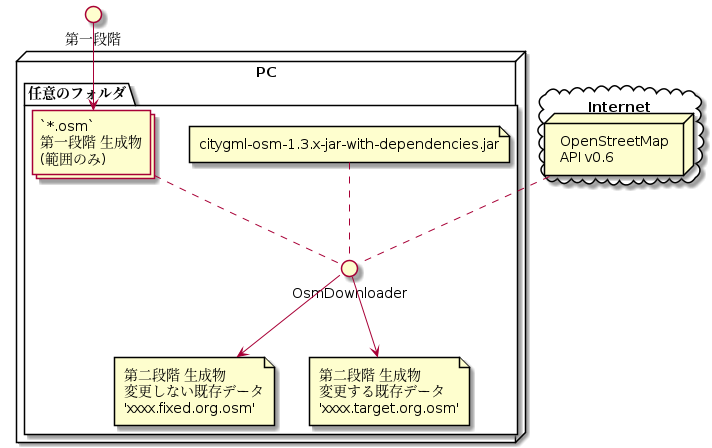 第一段階
PC
任意のフォルダ
`*.osm`
第一段階 生成物
(範囲のみ)
citygml-osm-1.3.x-jar-with-dependencies.jar
Internet
OpenStreetMap
API v0.6
OsmDownloader
第二段階 生成物
変更しない既存データ
'xxxx.fixed.org.osm'
第二段階 生成物
変更する既存データ
'xxxx.target.org.osm'